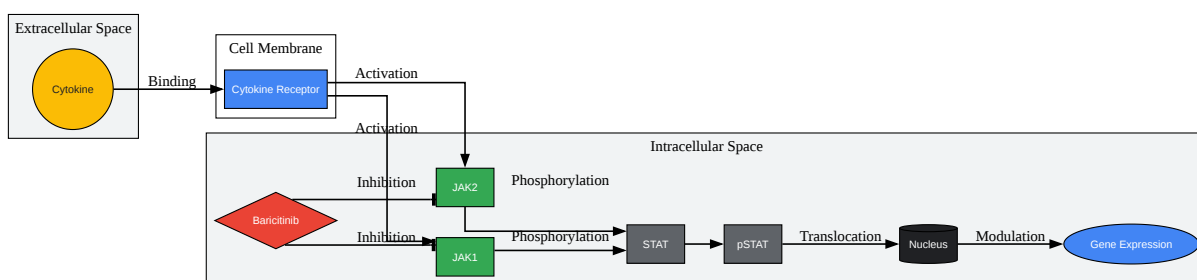 Extracellular Space
Cytokine
Binding
Cell Membrane
Cytokine Receptor
Activation
Activation
Intracellular Space
Baricitinib
Inhibition
Inhibition
JAK2
JAK1
Phosphorylation
Phosphorylation
STAT
pSTAT
Translocation
Nucleus
Modulation
Gene Expression